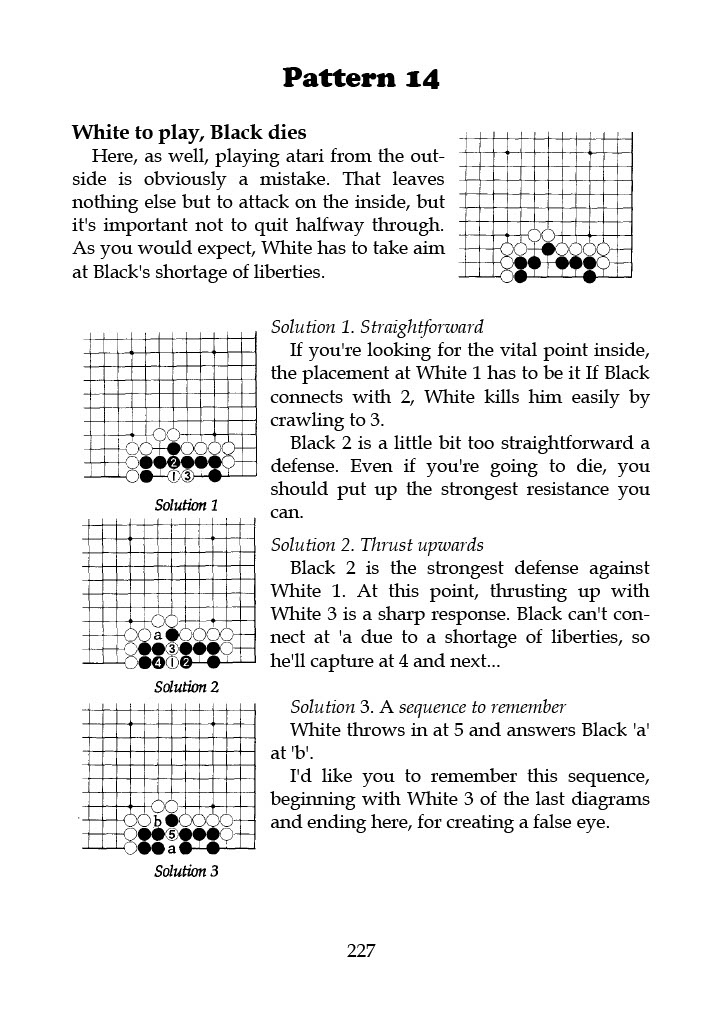 Pattern 14
White to play, Black dies
Here, as well, playing atari from the out-
side is obviously a mistake. That leaves
nothing else but to attack on the inside, but
it's important not to quit halfway through.
As you would expect, White has to take aim
at Black's shortage of liberties.
Solution 1. Straightforward
If you're looking for the vital point inside,
the placement at White 1 has to be it If Black
connects with 2, White kills him easily by
crawling to 3.
Black 2 is a little bit too straightforward a
defense. Even if you're going to die, you
should put up the strongest resistance you
can.
2
1 3
Solution 1
Solution 2. Thrust upwards
Black 2 is the strongest defense against
White 1. At this point, thrusting up with
White 3 is a sharp response. Black can't con-
nect at 'a due to a shortage of liberties, so
he'll capture at 4 and next...
a
3
4 1 2
Solution 2
Solution 3. A sequence to remember
White throws in at 5 and answers Black 'a'
at 'b'.
I'd like you to remember this sequence,
beginning with White 3 of the last diagrams
and ending here, for creating a false eye.
b
5
a
Solution 3
227